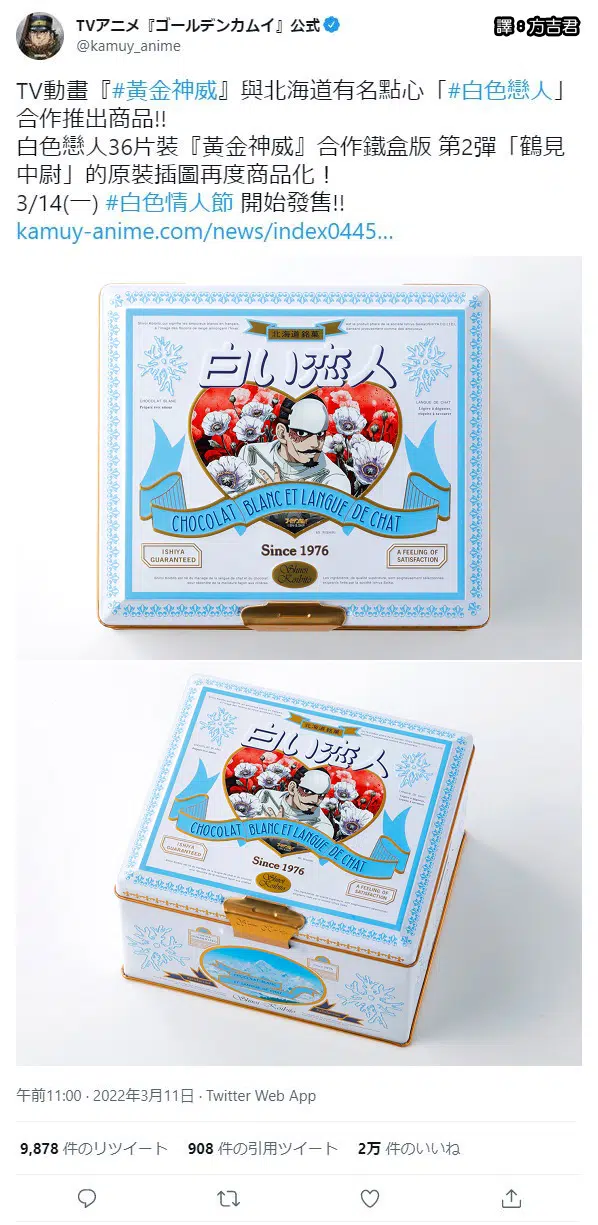 TVアニメ『ゴールデンカムイ』公式
譯者方吉君
@kamuy_anime
TV動畫『#黃金神威』與北海道有名點心「#白色戀人」
合作推出商品!!
白色戀人36片裝『黃金神威』合作鐵盒版 第2彈「鶴見
中尉」的原裝插圖再度商品化！
3/14(一) #白色情人節 開始發售!!
kamuy-anime.com/news/index0445...
北海道銘菓
白い恋人
CHOCOLAT BLANC
LANGUE DE CHAT
CHOCOLAT BLANC ET LANGUE DE CHAT
Since 1976
ISHIYA
GUARANTEED
A FEELING OF
SATISFACTION
Shiroi
Koibito
北海道銘菓
白い恋人
CHOCOLAT BLANC ET LANGUE DE CHAT
ISHIYA
GUARANTEED
Since 1976
A FEELING OF
SATISFACTION
Shiroi
Koibito
Shiroi Koibito
午前11:00 · 2022年3月11日 · Twitter Web App
9,878 件のリツイート 908 件の引用ツイート 2万 件のいいね